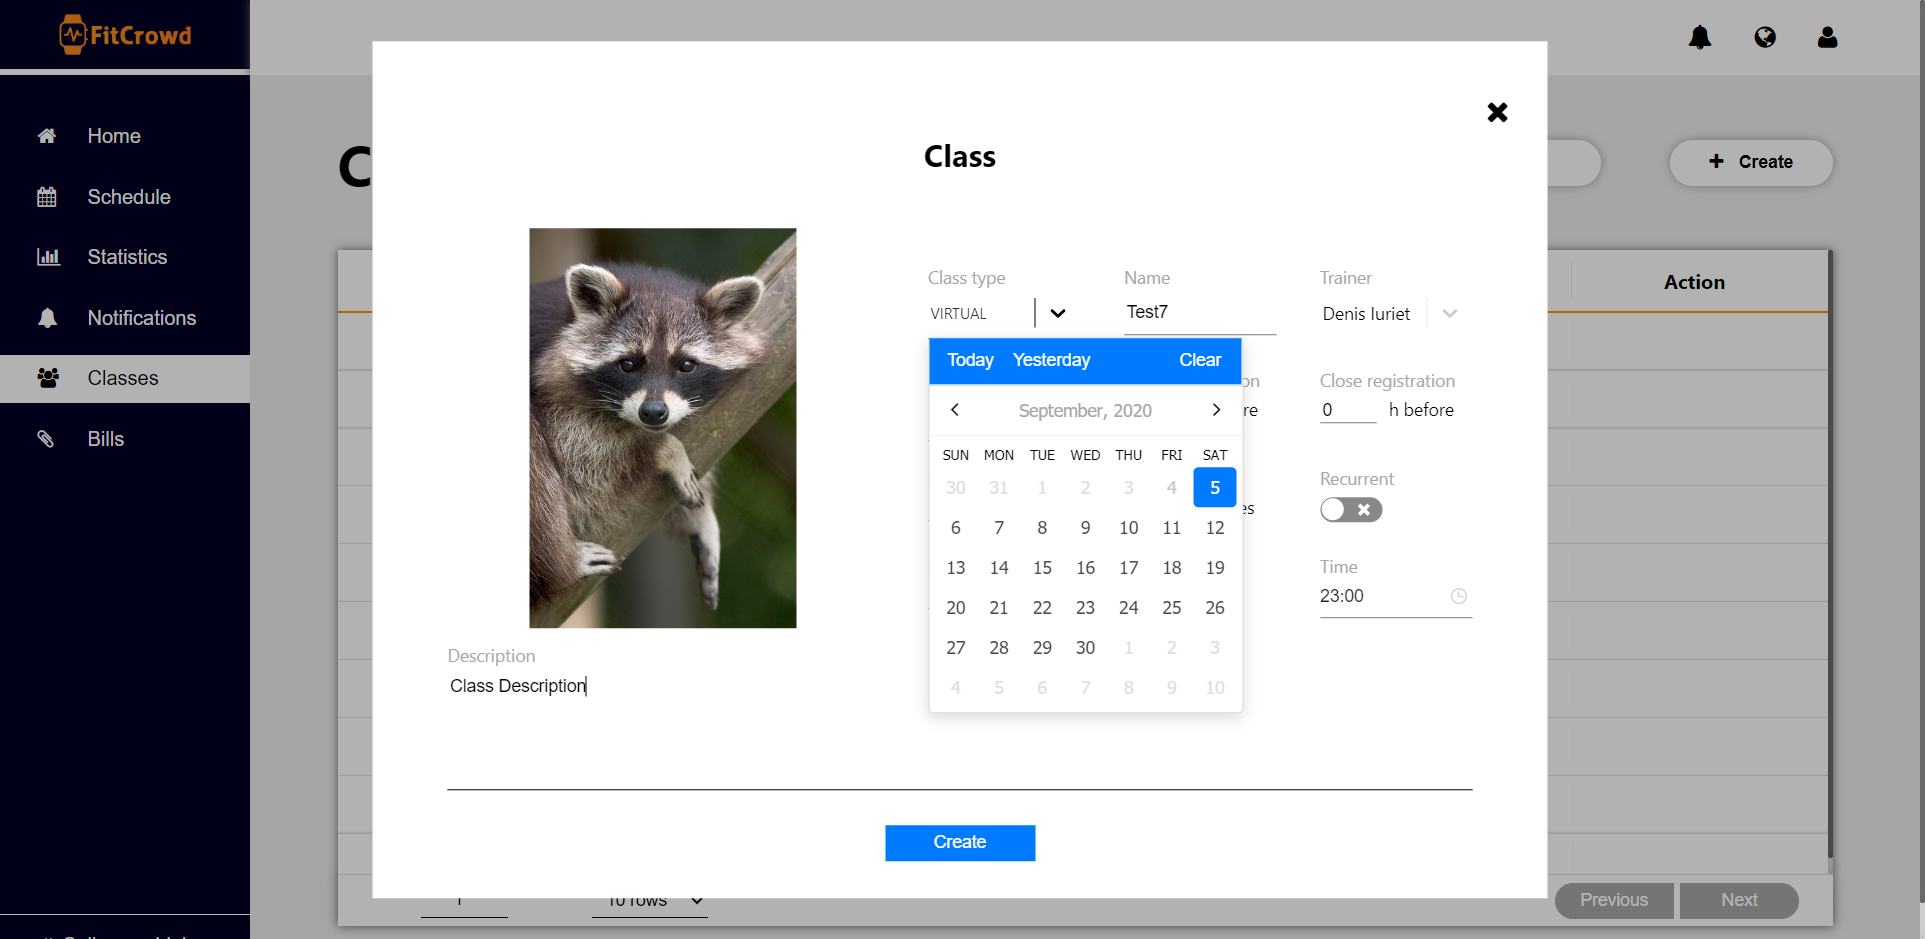 FitCrowd
Home
Schedule
Statistics
Notifications
Classes
Bills
Create
Action
Class
Class type
Name
Trainer
VIRTUAL
Test7
Denis Iuriet
Today Yesterday Clear
Close registration
0 h before
September, 2020
SUN MON TUE WED THU FRI SAT
30 31 1 2 3 4 5
6 7 8 9 10 11 12
13 14 15 16 17 18 19
20 21 22 23 24 25 26
27 28 29 30 1 2 3
4 5 6 7 8 9 10
Recurrent
Time
23:00
Description
Class Description
Create
1
10 rows
Previous
Next